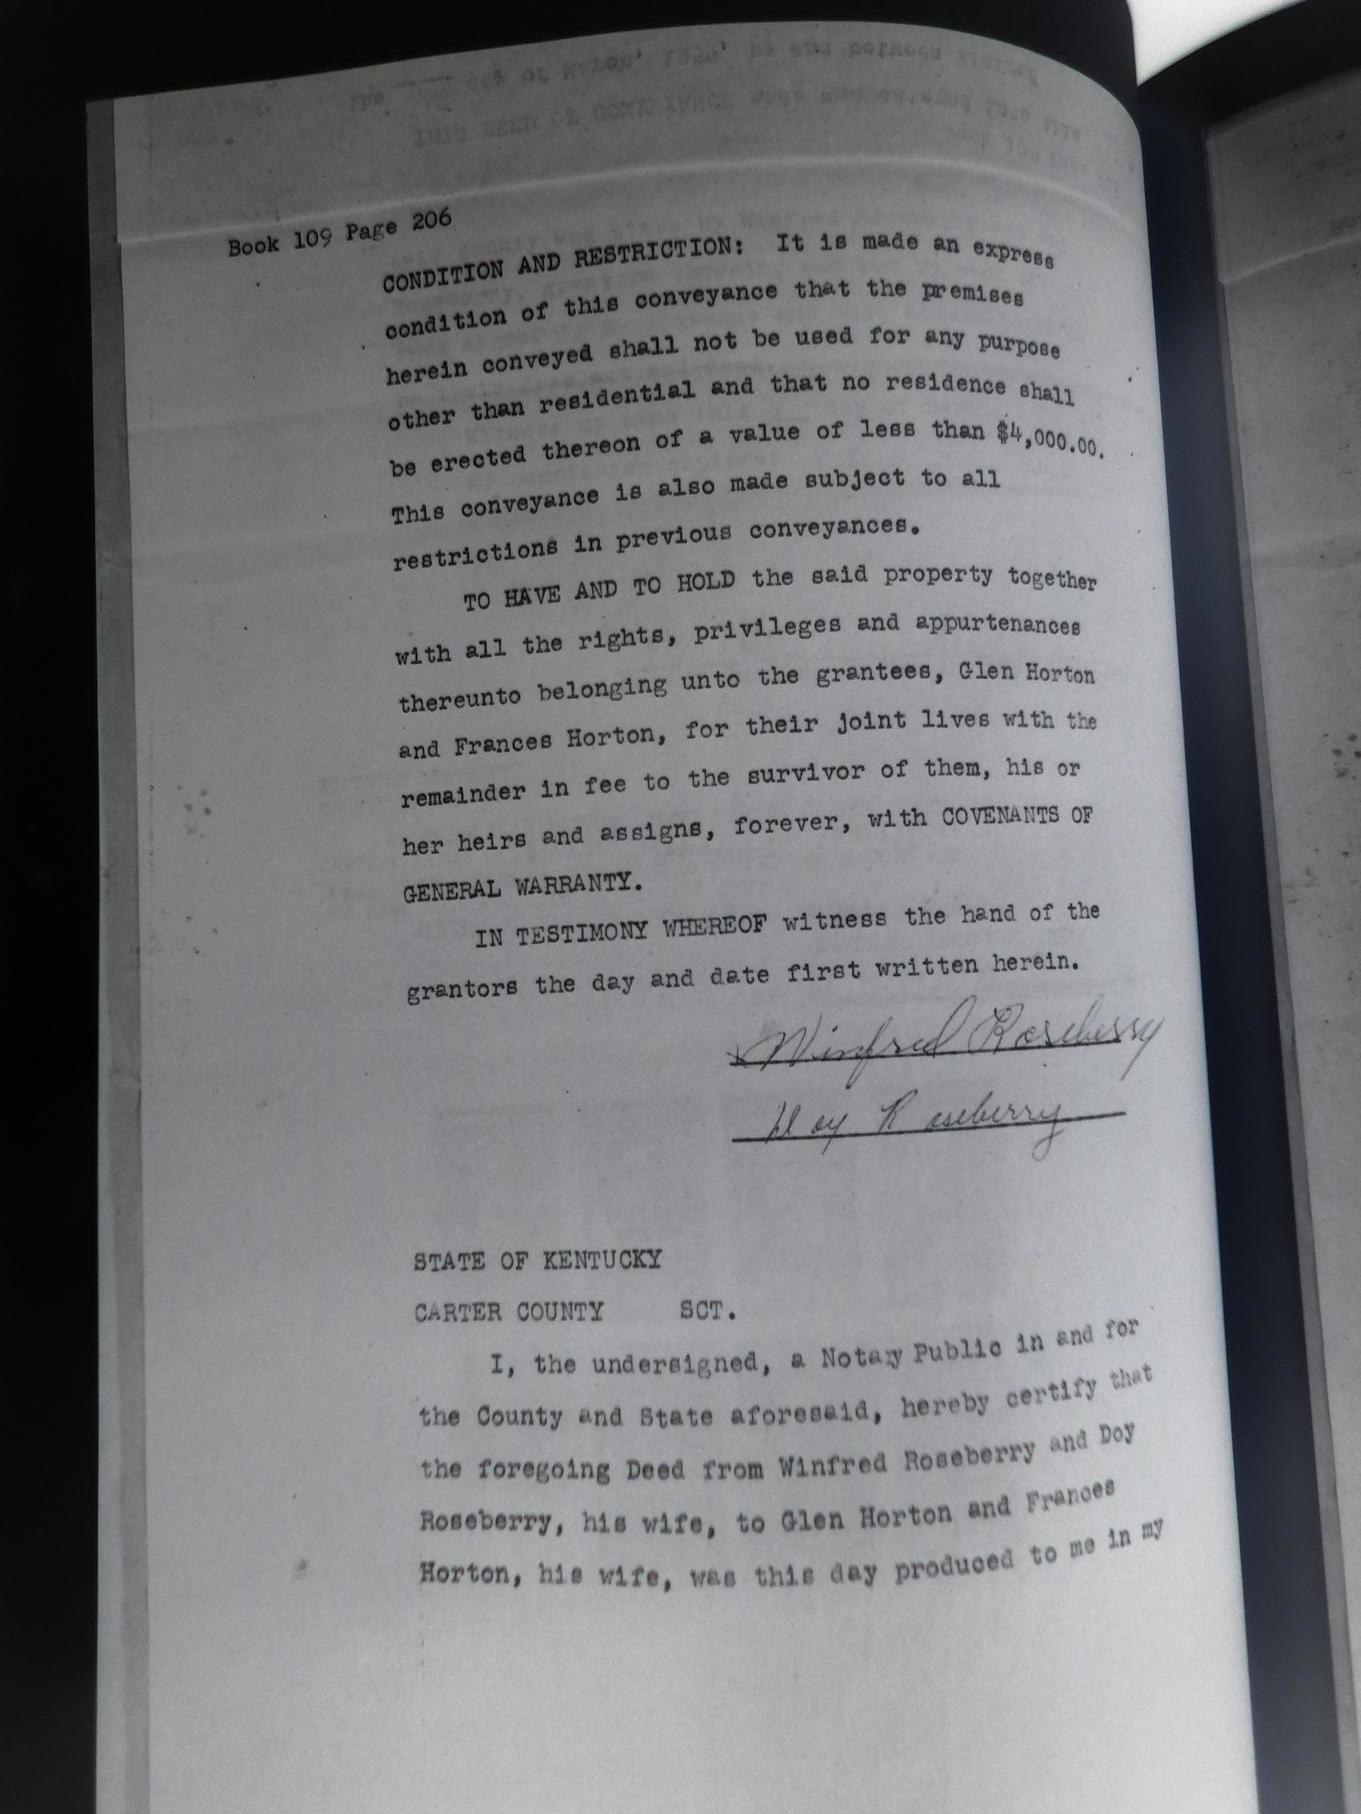 Book 109 Page 206
CONDITION AND RESTRICTION: It is made an express
condition of this conveyance that the premises
herein conveyed shall not be used for any purpose
other than residential and that no residence shall
be erected thereon of a value of less than $4,000.00.
This conveyance is also made subject to all
restrictions in previous conveyances.
TO HAVE AND TO HOLD the said property together
with all the rights, privileges and appurtenances
thereunto belonging unto the grantees, Glen Horton
and Frances Horton, for their joint lives with the
remainder in fee to the survivor of them, his or
her heirs and assigns, forever, with COVENANTS OF
GENERAL WARRANTY.
IN TESTIMONY WHEREOF witness the hand of the
grantors the day and date first written herein.
Winfred Roseberry
Doy Roseberry
STATE OF KENTUCKY
CARTER COUNTY SCT.
I, the undersigned, a Notary Public in and for
the County and State aforesaid, hereby certify that
the foregoing Deed from Winfred Roseberry and Doy
Roseberry, his wife, to Glen Horton and Frances
Horton, his wife, was this day produced to me in my